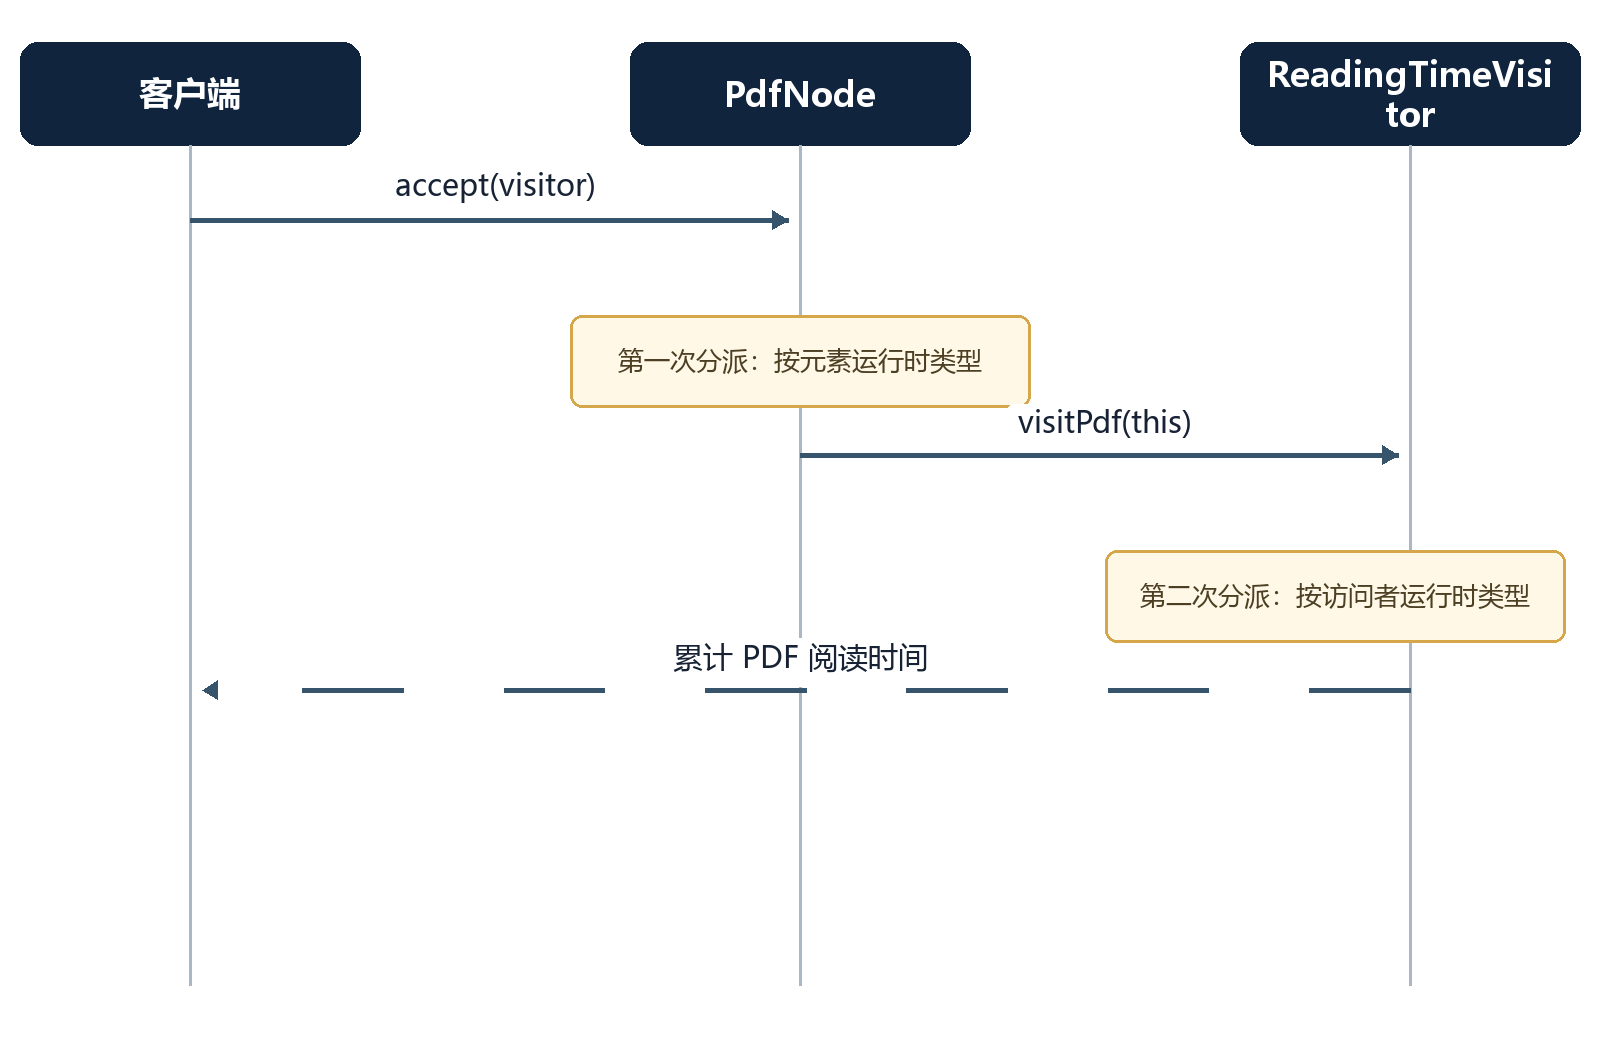 客户端
PdfNode
ReadingTimeVisi
tor
accept(visitor)
第一次分派：按元素运行时类型
visitPdf(this)
第二次分派：按访问者运行时类型
累计 PDF 阅读时间